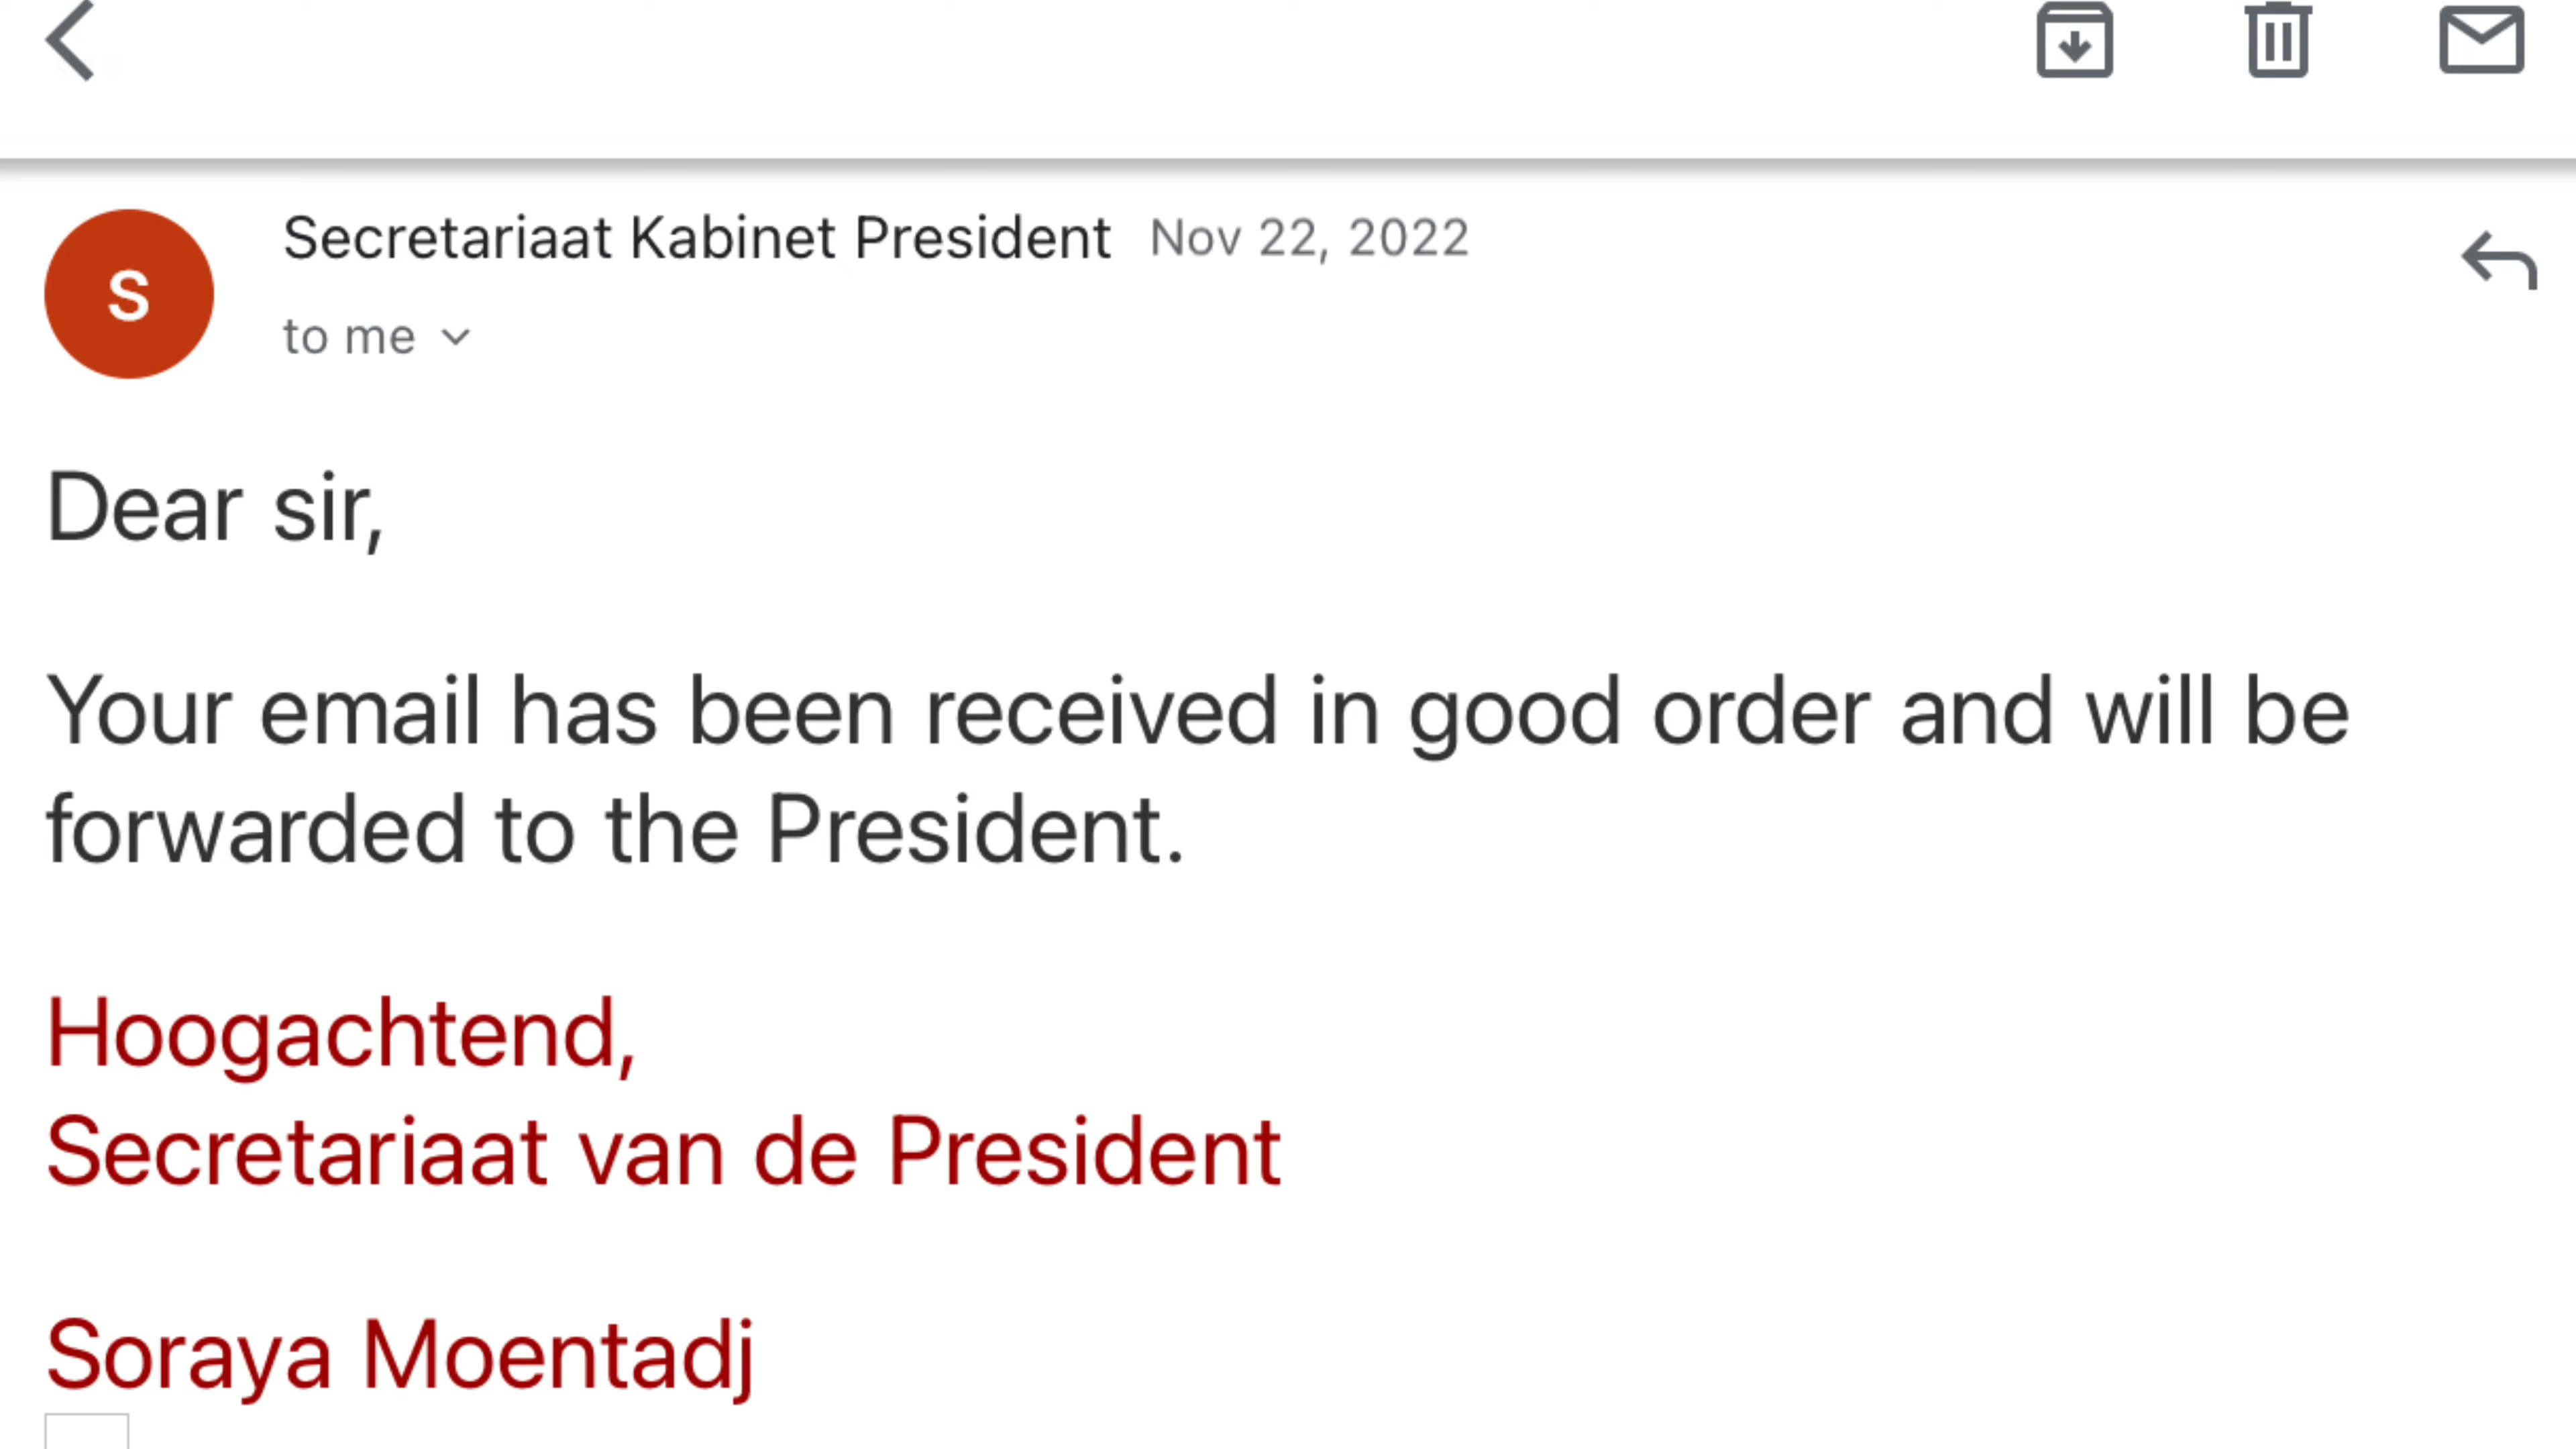 Secretariaat Kabinet President Nov 22, 2022
S
to me
Dear sir,
Your email has been received in good order and will be
forwarded to the President.
Hoogachtend,
Secretariaat van de President
Soraya Moentadj